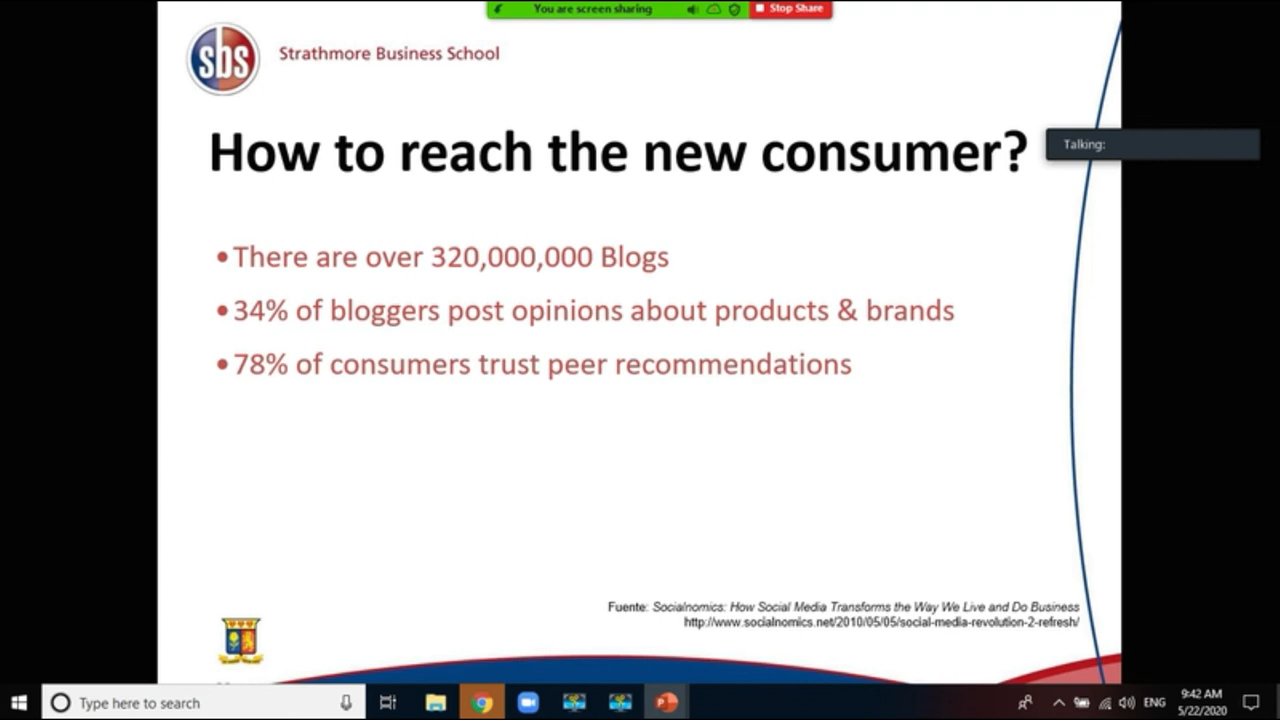 You are screen sharing
Stop Share
sbs
Strathmore Business School
How to reach the new consumer?
Talking:
•There are over 320,000,000 Blogs
•34% of bloggers post opinions about products & brands
•78% of consumers trust peer recommendations
Fuente: Socialnomics: How Social Media Transforms the Way We Live and Do Business
http://www.socialnomics.net/2010/05/05/social-media-revolution-2-refresh/
Type here to search
ENG
9:42 AM
5/22/2020